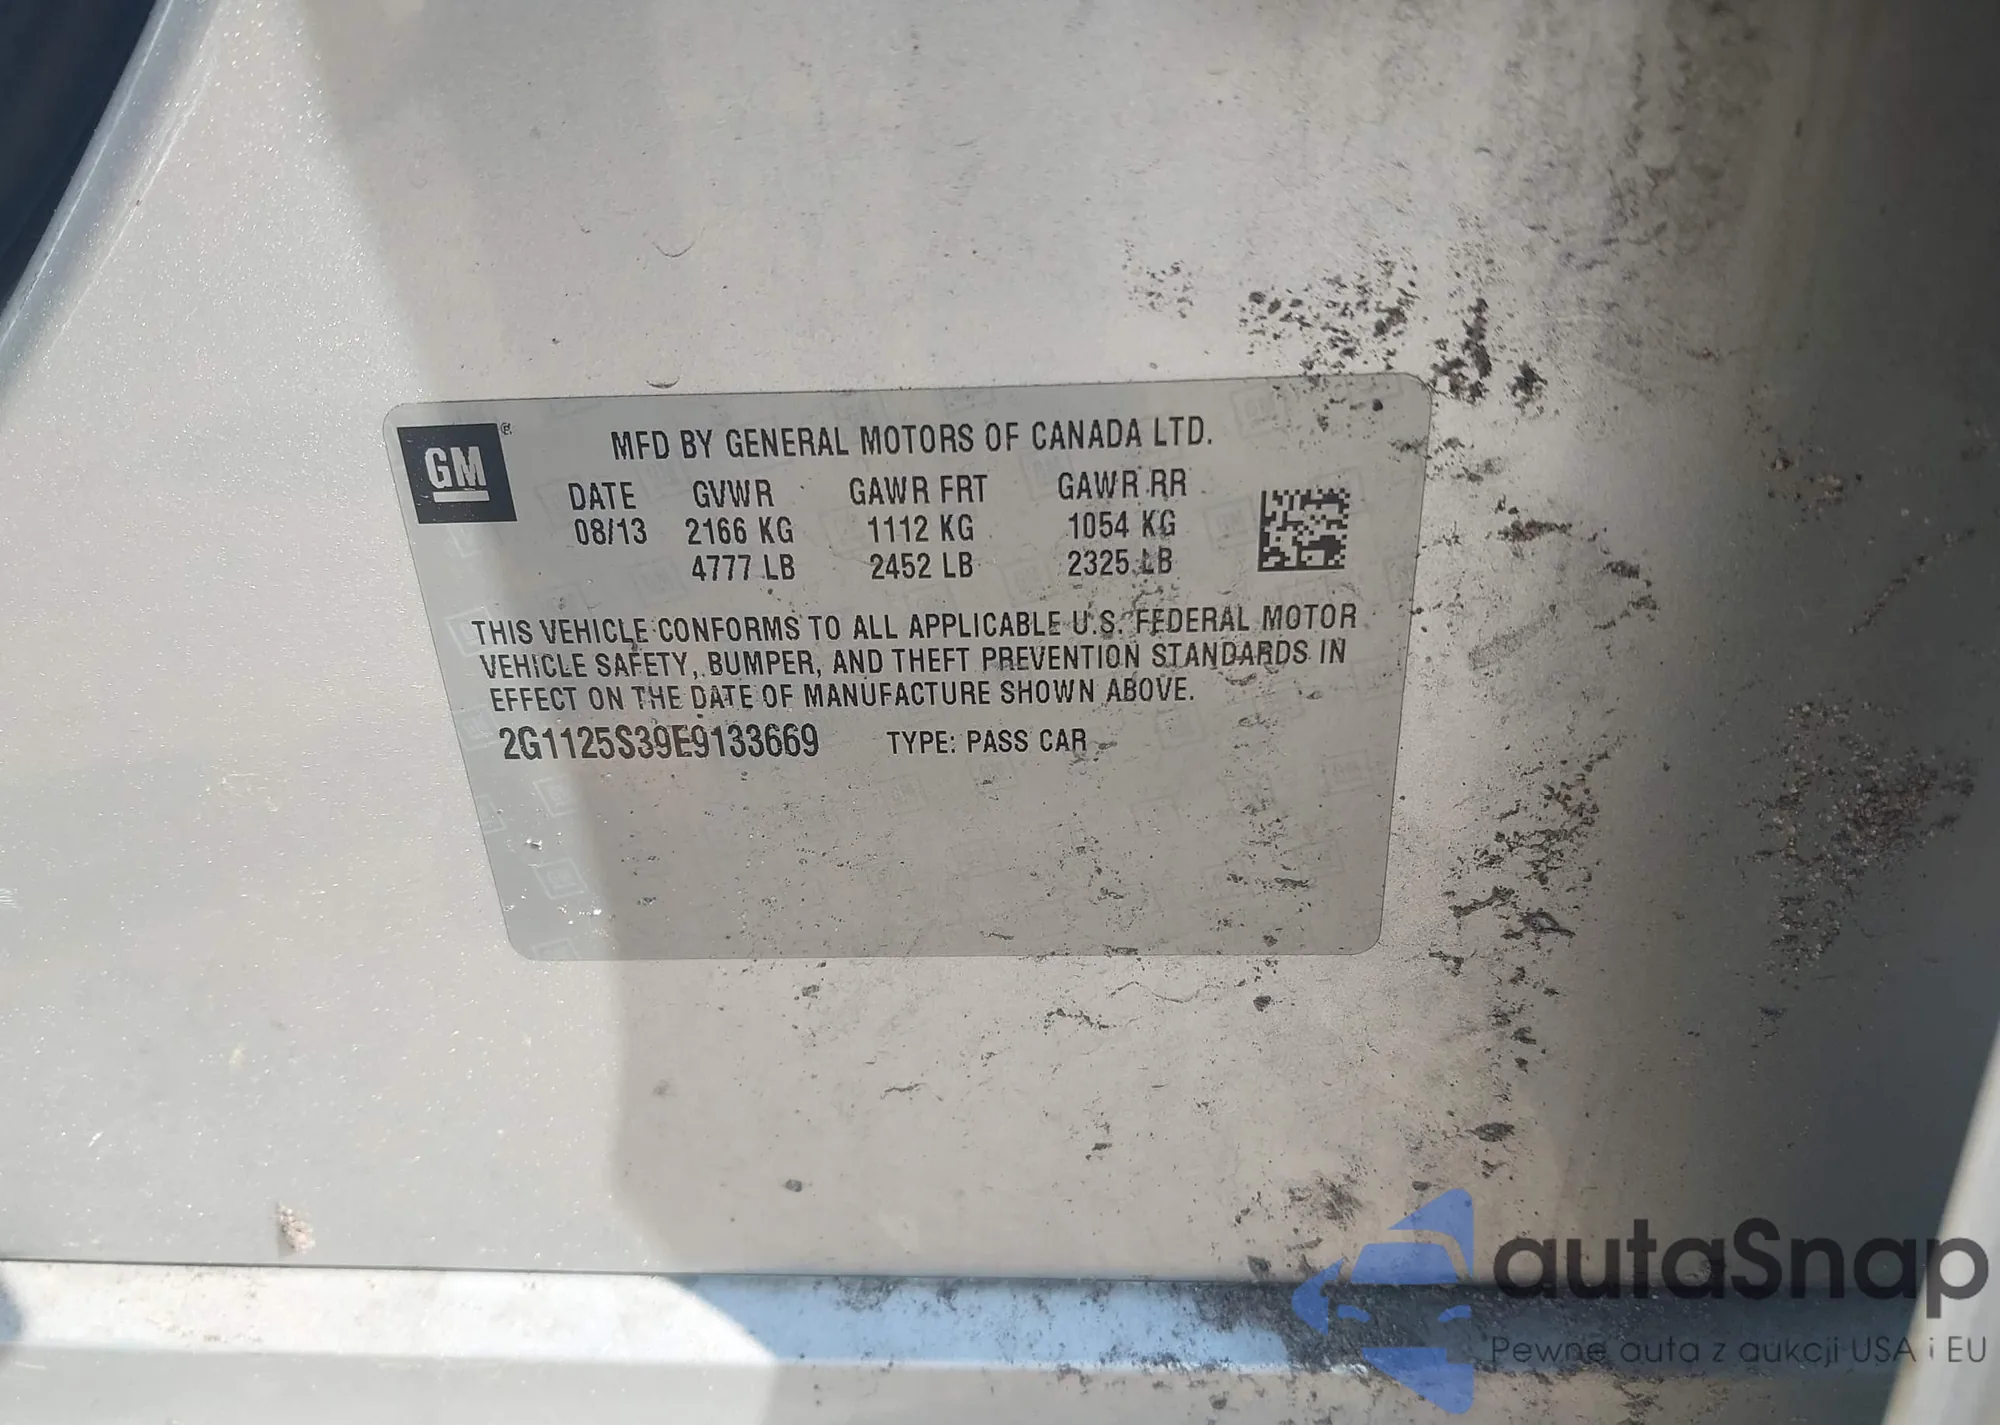 GM
MFD BY GENERAL MOTORS OF CANADA LTD.
DATE GVWR GAWR FRT GAWR RR
08/13 2166 KG 1112 KG 1054 KG
4777 LB 2452 LB 2325 LB
THIS VEHICLE CONFORMS TO ALL APPLICABLE U.S. FEDERAL MOTOR
VEHICLE SAFETY, BUMPER, AND THEFT PREVENTION STANDARDS IN
EFFECT ON THE DATE OF MANUFACTURE SHOWN ABOVE.
2G1125S39E9133669 TYPE: PASS CAR
autaSnap
Pewne auta z aukcji USA i EU